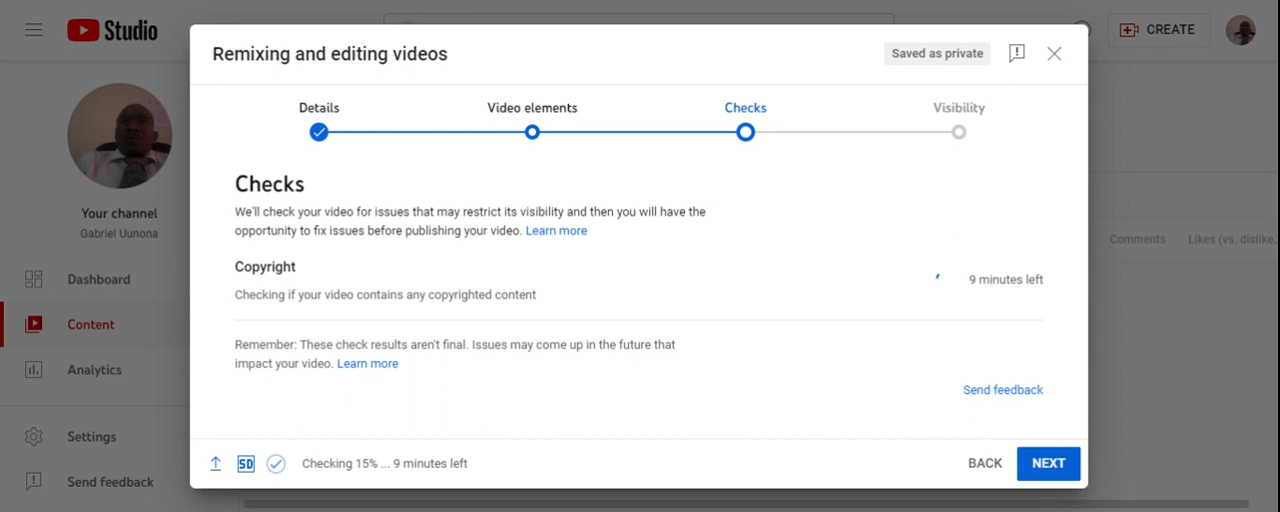 Studio
CREATE
Remixing and editing videos
Saved as private
Details
Video elements
Checks
Visibility
Checks
We'll check your video for issues that may restrict its visibility and then you will have the
opportunity to fix issues before publishing your video. Learn more
Copyright
9 minutes left
Checking if your video contains any copyrighted content
Remember: These check results aren't final. Issues may come up in the future that
impact your video. Learn more
Send feedback
SD
Checking 15% ... 9 minutes left
BACK
NEXT
Your channel
Gabriel Uunona
Dashboard
Content
Analytics
Settings
Send feedback
Comments
Likes (vs. dislike